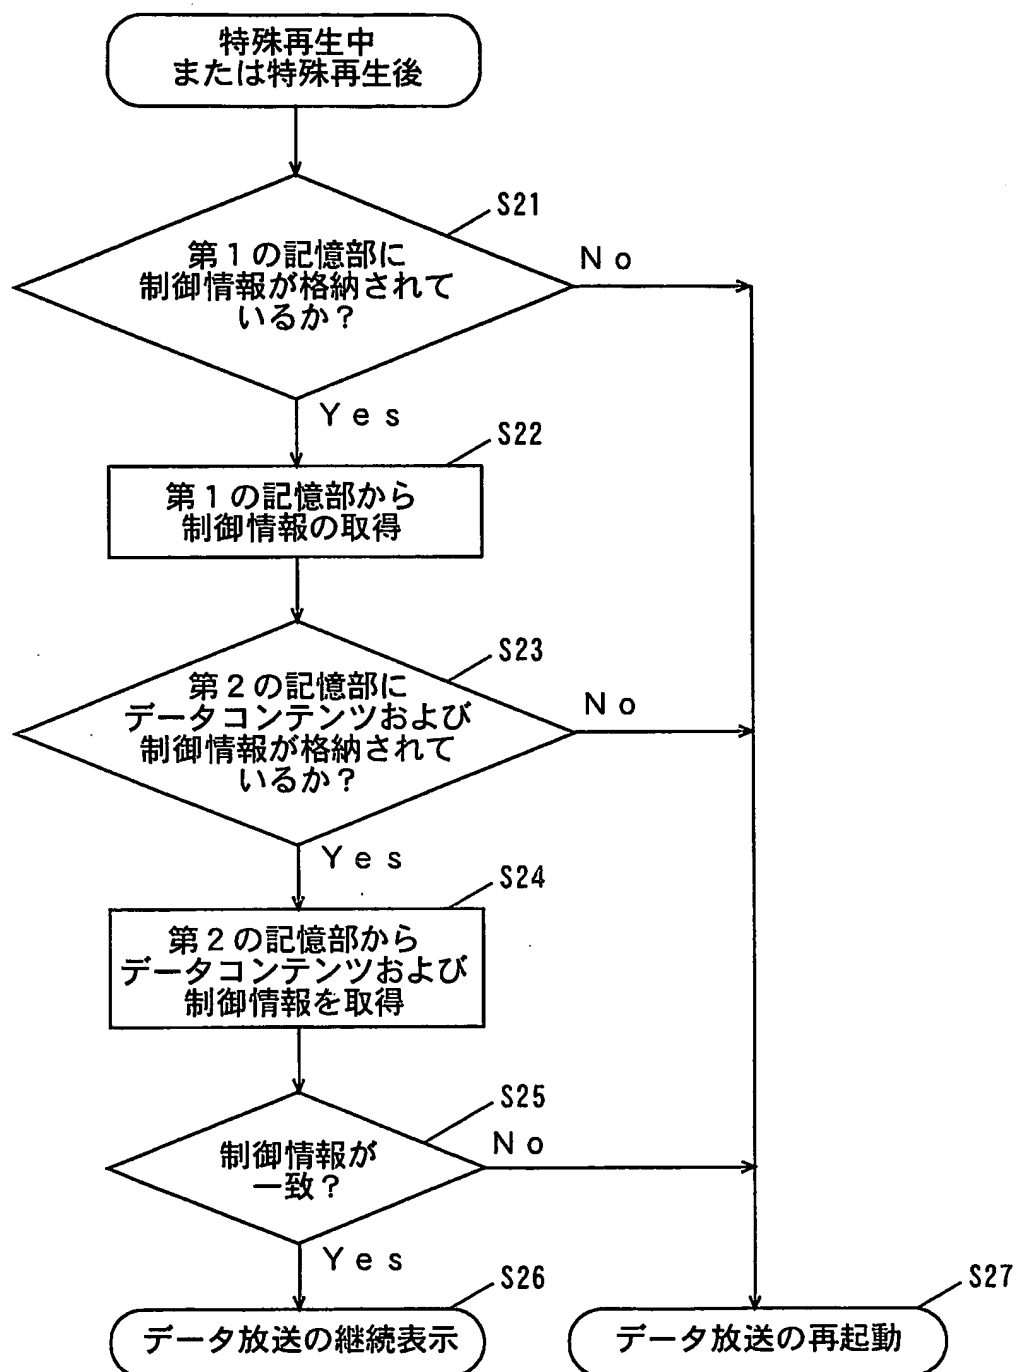 特殊再生中
または特殊再生後
S21
第1の記憶部に
制御情報が格納されて
いるか?
No
Yes
S22
第1の記憶部から
制御情報の取得
S23
第2の記憶部に
データコンテンツおよび
制御情報が格納されて
いるか?
No
Yes
S24
第2の記憶部から
データコンテンツおよび
制御情報を取得
S25
制御情報が
一致?
No
Yes
S26
データ放送の継続表示
S27
データ放送の再起動